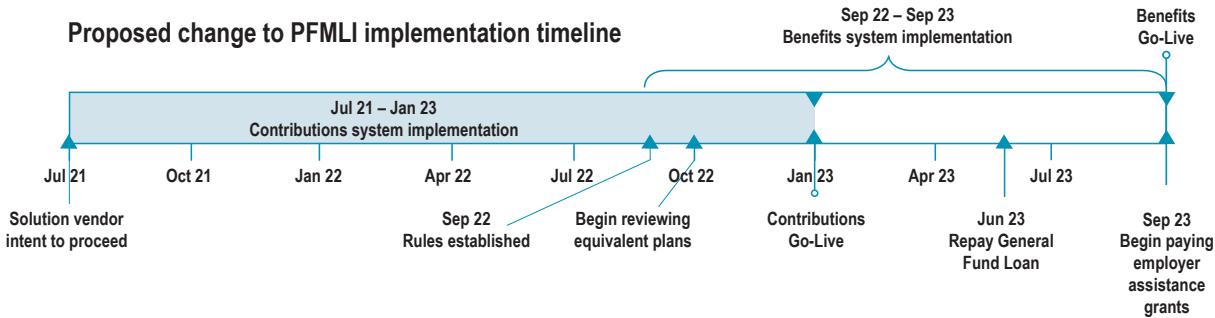 Proposed change to PFMLI implementation timeline
Sep 22 – Sep 23
Benefits system implementation
Benefits
Go-Live
Jul 21 – Jan 23
Contributions system implementation
Jul 21
Oct 21
Jan 22
Apr 22
Jul 22
Oct 22
Jan 23
Apr 23
Jul 23
Solution vendor
intent to proceed
Sep 22
Rules established
Begin reviewing
equivalent plans
Contributions
Go-Live
Jun 23
Repay General
Fund Loan
Sep 23
Begin paying
employer
assistance
grants